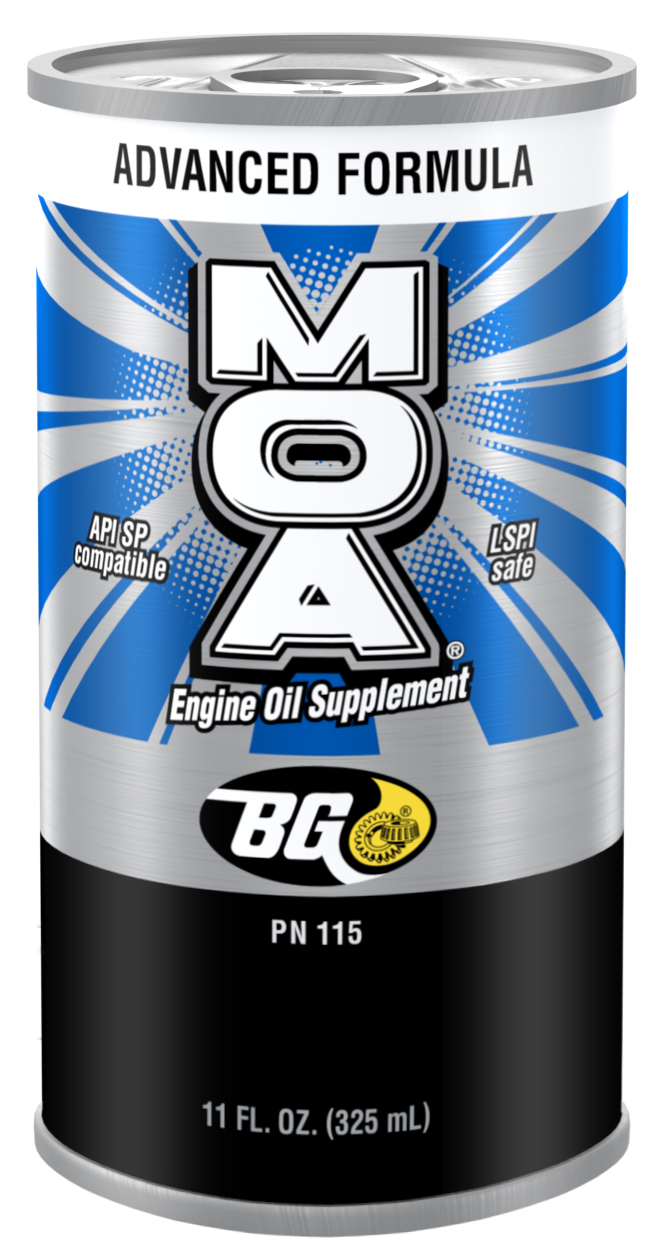 ADVANCED FORMULA
MOA®
API SP
compatible
LSPI
safe
Engine Oil Supplement
BG®
PN 115
11 FL. OZ. (325 mL)